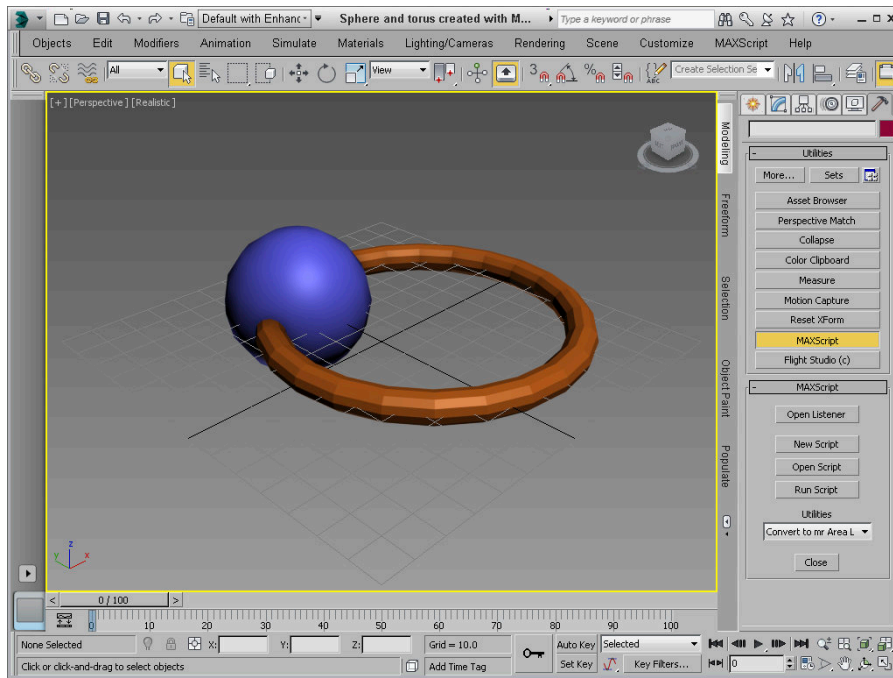 Default with Enhanc
Sphere and torus created with M...
Type a keyword or phrase
Objects Edit Modifiers Animation Simulate Materials Lighting/Cameras Rendering Scene Customize MAXScript Help
All
View
3
%
ABC
Create Selection Se
[+] [Perspective] [Realistic]
Modeling
Freeform
Selection
Object Paint
Populate
Utilities
More... Sets
Asset Browser
Perspective Match
Collapse
Color Clipboard
Measure
Motion Capture
Reset XForm
MAXScript
Flight Studio (c)
MAXScript
Open Listener
New Script
Open Script
Run Script
Utilities
Convert to mr Area L
Close
z
y x
< 0 / 100 >
0 10 20 30 40 50 60 70 80 90 100
None Selected X: Y: Z: Grid = 10.0 Auto Key Selected
Click or click-and-drag to select objects Add Time Tag Set Key Key Filters... 0